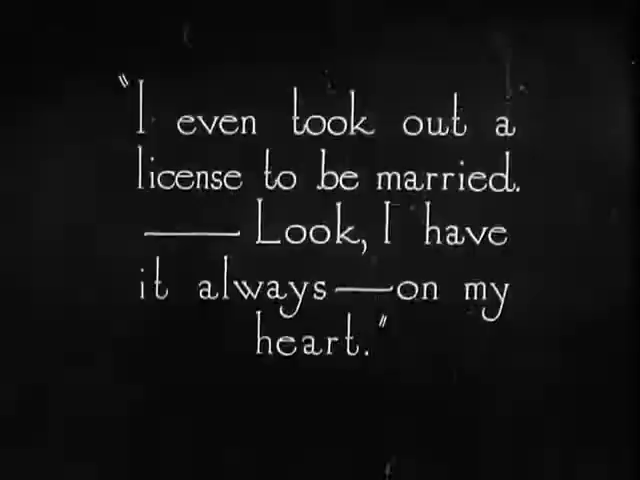 "I even took out a
license to be married.
—— Look, I have
it always—on my
heart."